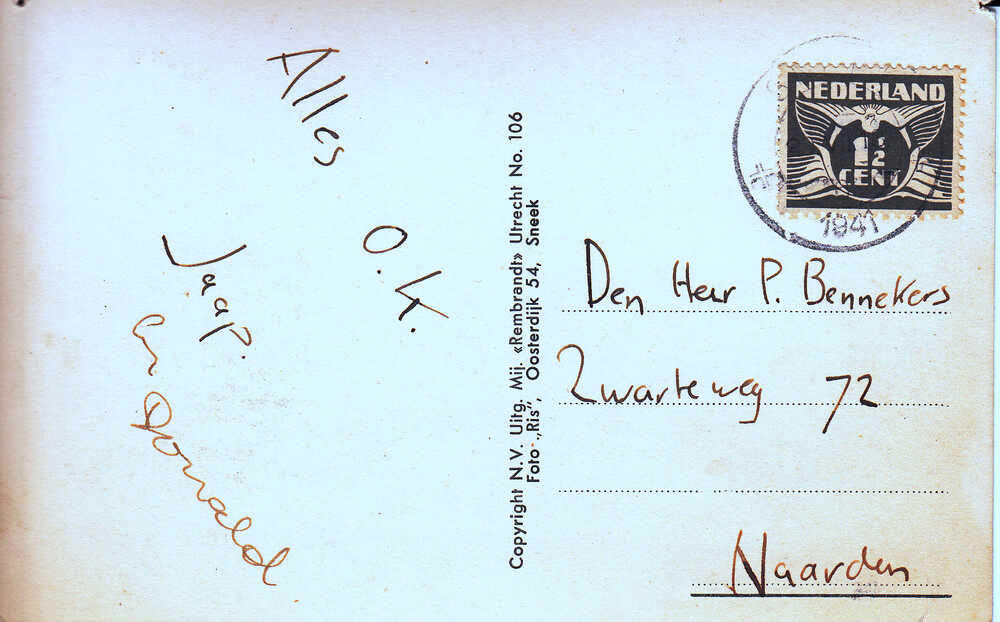 Alles
O.K.
Jaap.
en Donald
Copyright N.V. Uitg. Mij. «Rembrandt» Utrecht No. 106
Foto „Ris”, Oosterdijk 54, Sneek
NEDERLAND
1½
CENT
1941
Den Heer P. Bennekers
Zwarteweg 72
Naarden